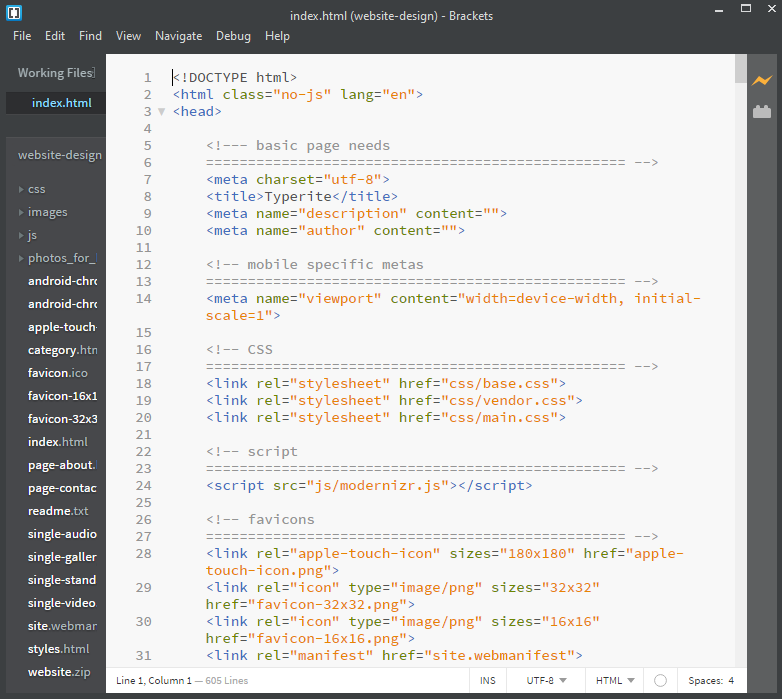 index.html (website-design) - Brackets
File Edit Find View Navigate Debug Help
Working Files
index.html
website-design
css
images
js
photos_for_
android-chro
android-chro
apple-touch-
category.htm
favicon.ico
favicon-16x1
favicon-32x3
index.html
page-about.
page-contac
readme.txt
single-audio
single-galler
single-stand
single-video
site.webmar
styles.html
website.zip
1 <!DOCTYPE html>
2 <html class="no-js" lang="en">
3 <head>
4
5 <!--- basic page needs
6 ================================================== -->
7 <meta charset="utf-8">
8 <title>Typerite</title>
9 <meta name="description" content="">
10 <meta name="author" content="">
11
12 <!-- mobile specific metas
13 ================================================== -->
14 <meta name="viewport" content="width=device-width, initial-
scale=1">
15
16 <!-- CSS
17 ================================================== -->
18 <link rel="stylesheet" href="css/base.css">
19 <link rel="stylesheet" href="css/vendor.css">
20 <link rel="stylesheet" href="css/main.css">
21
22 <!-- script
23 ================================================== -->
24 <script src="js/modernizr.js"></script>
25
26 <!-- favicons
27 ================================================== -->
28 <link rel="apple-touch-icon" sizes="180x180" href="apple-
touch-icon.png">
29 <link rel="icon" type="image/png" sizes="32x32"
href="favicon-32x32.png">
30 <link rel="icon" type="image/png" sizes="16x16"
href="favicon-16x16.png">
31 <link rel="manifest" href="site.webmanifest">
Line 1, Column 1 — 605 Lines INS UTF-8 HTML Spaces: 4